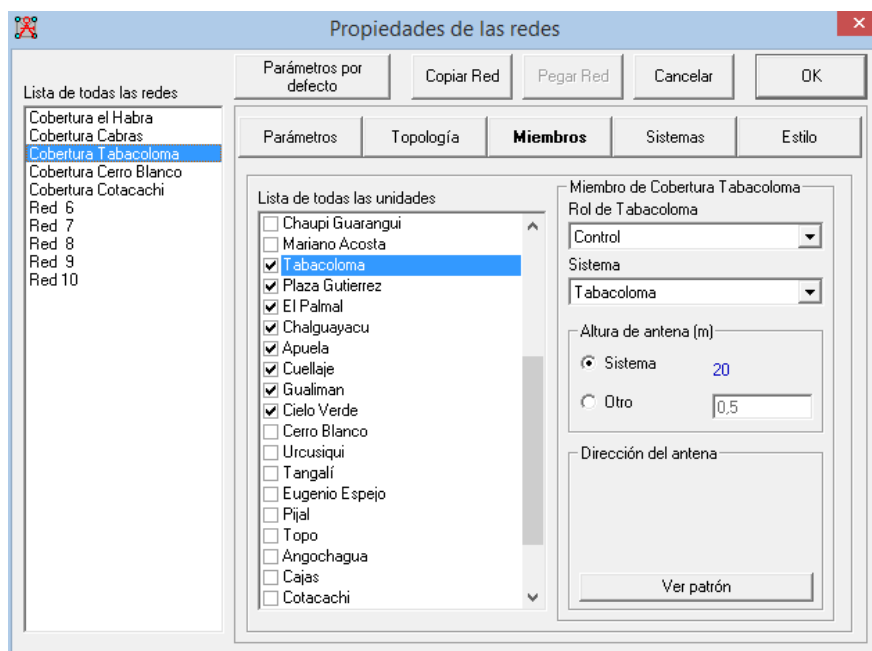 Propiedades de las redes
Lista de todas las redes
Cobertura el Habra
Cobertura Cabras
Cobertura Tabacoloma
Cobertura Cerro Blanco
Cobertura Cotacachi
Red 6
Red 7
Red 8
Red 9
Red 10
Parámetros por
defecto
Copiar Red
Pegar Red
Cancelar
OK
Parámetros
Topología
Miembros
Sistemas
Estilo
Lista de todas las unidades
Chaupi Guarangui
Mariano Acosta
Tabacoloma
Plaza Gutierrez
El Palmal
Chalguayacu
Apuela
Cuellaje
Gualiman
Cielo Verde
Cerro Blanco
Urcusiqui
Tangalí
Eugenio Espejo
Pijal
Topo
Angochagua
Cajas
Cotacachi
Miembro de Cobertura Tabacoloma
Rol de Tabacoloma
Control
Sistema
Tabacoloma
Altura de antena (m)
Sistema 20
Otro 0,5
Dirección del antena
Ver patrón